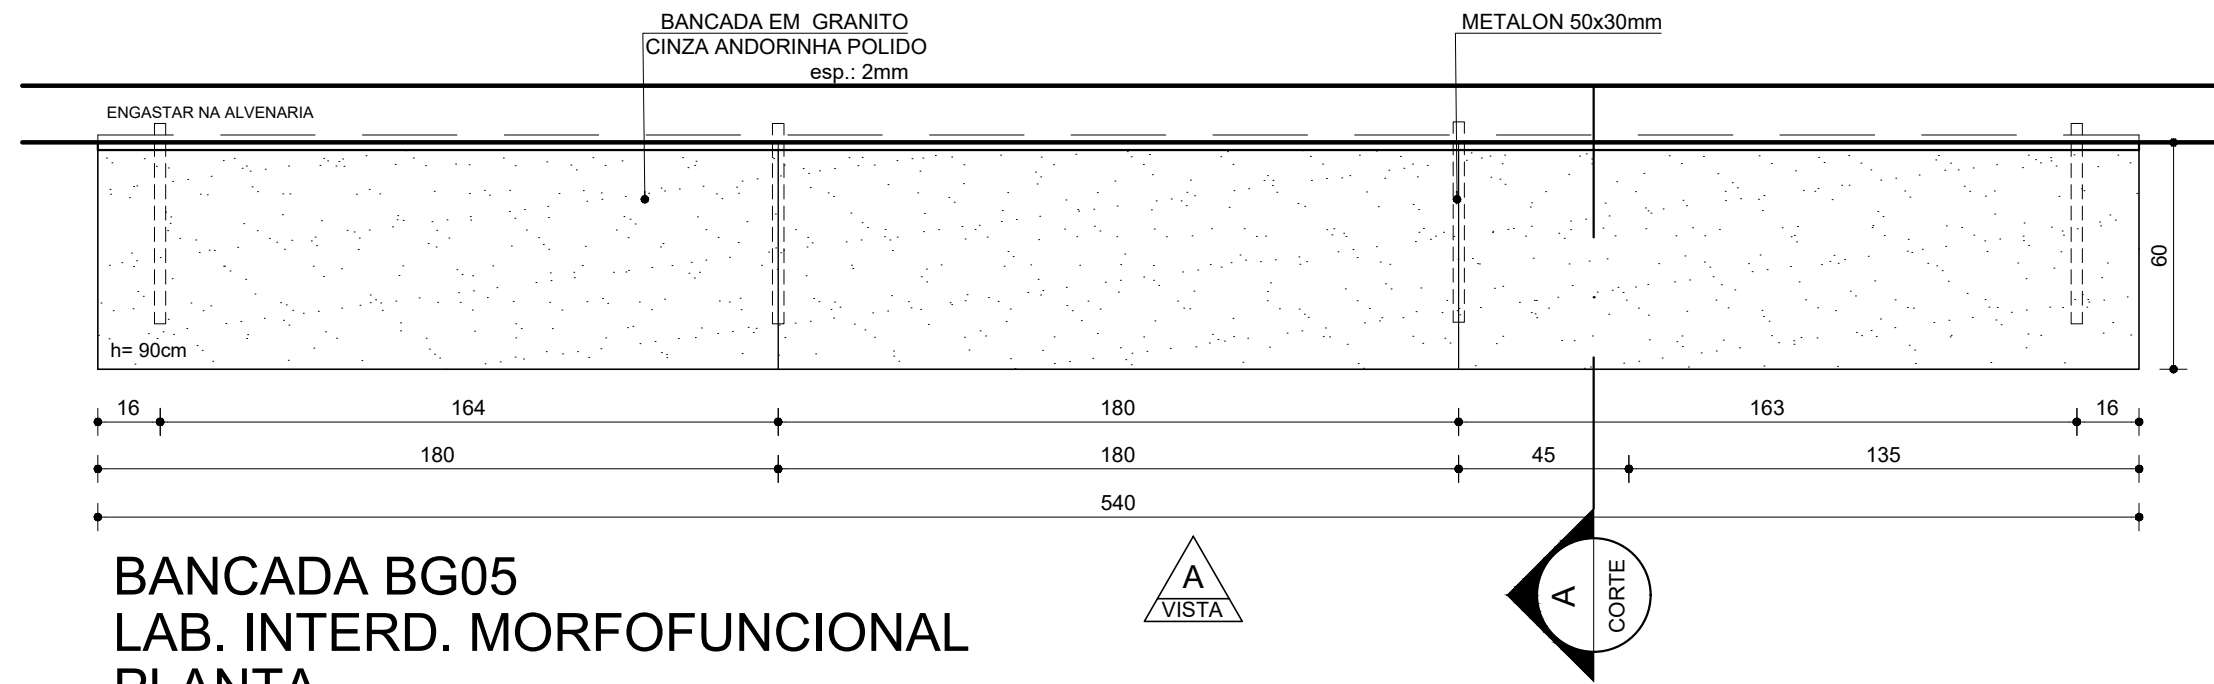 BANCADA EM  GRANITO
CINZA ANDORINHA POLIDO
esp.: 2mm
METALON 50x30mm
ENGASTAR NA ALVENARIA
60
h= 90cm
16 164 180 163 16
180 180 45 135
540
A
VISTA
A
CORTE
BANCADA BG05
LAB. INTERD. MORFOFUNCIONAL
PLANTA